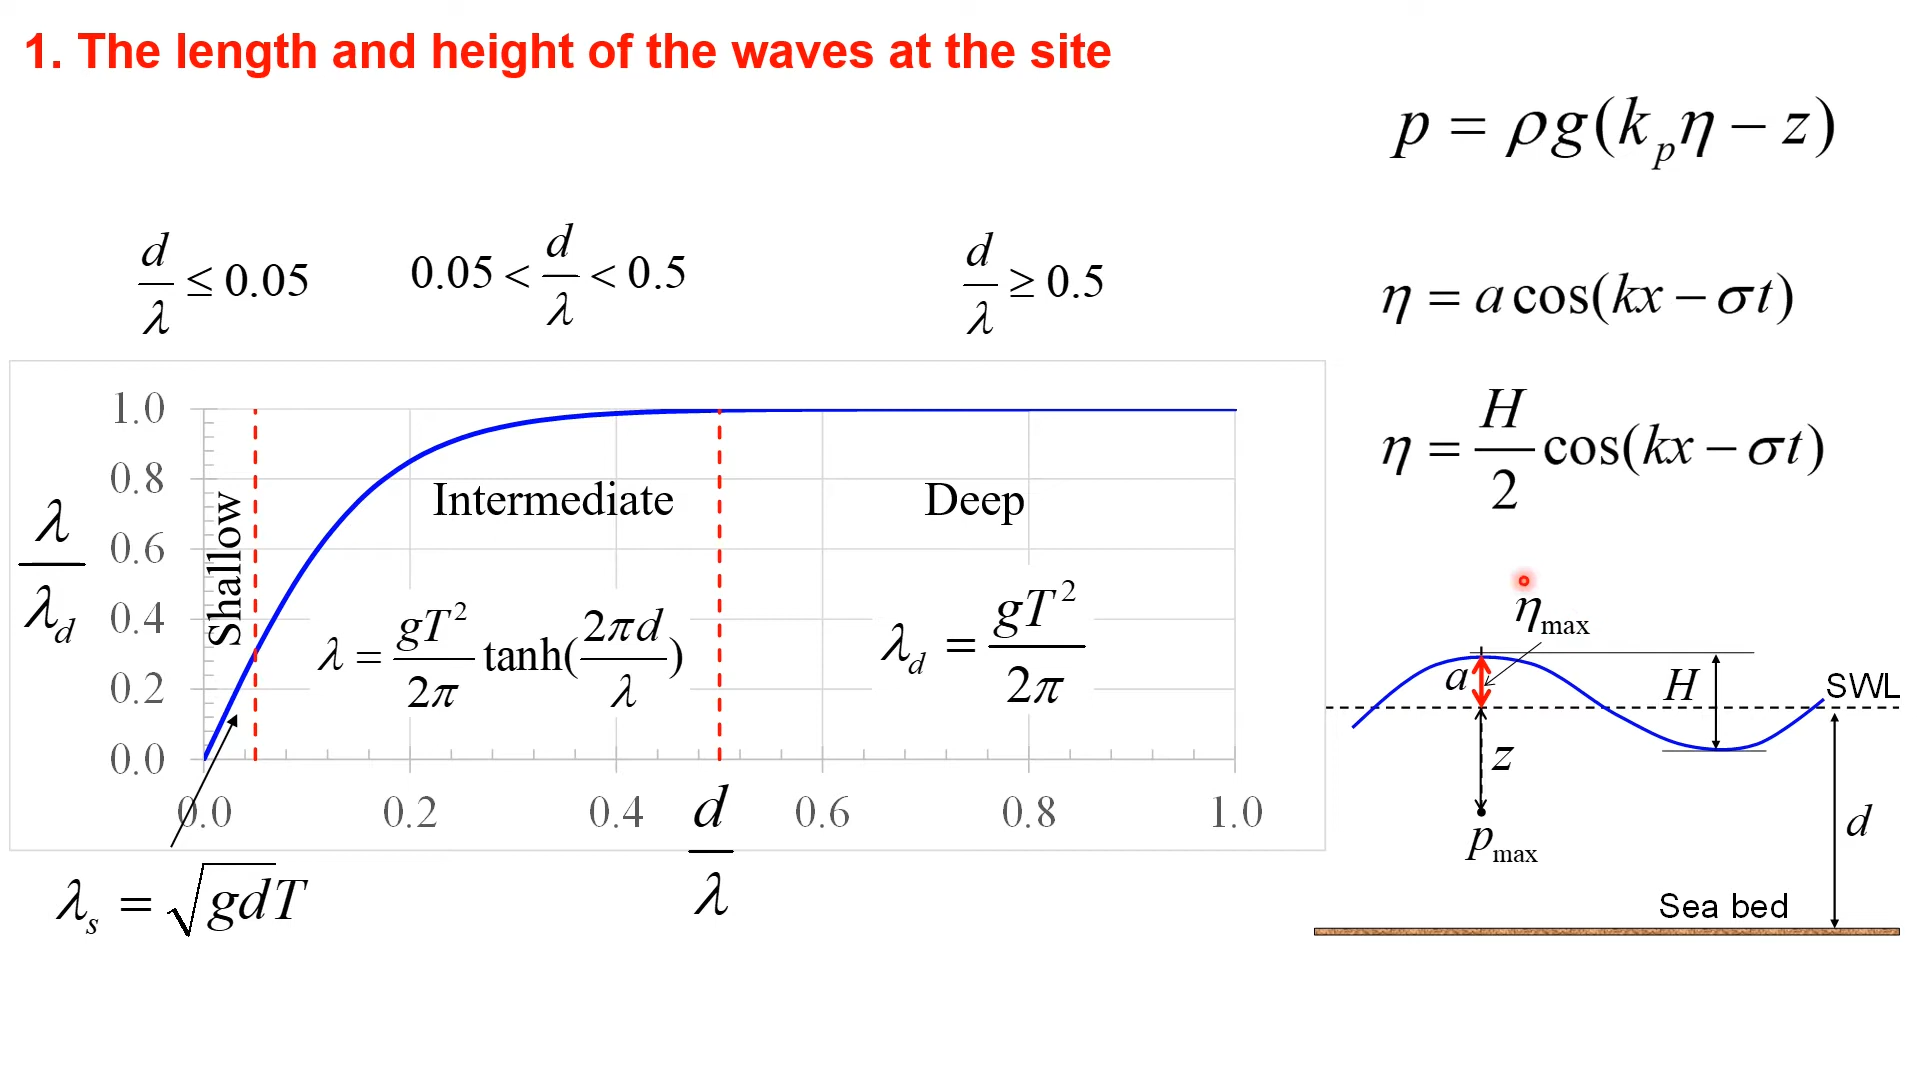 1. The length and height of the waves at the site
p = ρg(k_pη − z)
d/λ ≤ 0.05
0.05 < d/λ < 0.5
d/λ ≥ 0.5
η = a cos(kx − σt)
η = H/2 cos(kx − σt)
λ/λ_d
1.0
0.8
0.6
0.4
0.2
0.0
Shallow
Intermediate
Deep
λ = gT²/2π tanh(2πd/λ)
λ_d = gT²/2π
0.0 0.2 0.4 0.6 0.8 1.0
d/λ
λ_s = √gd T
η_max
a
H
SWL
z
p_max
d
Sea bed